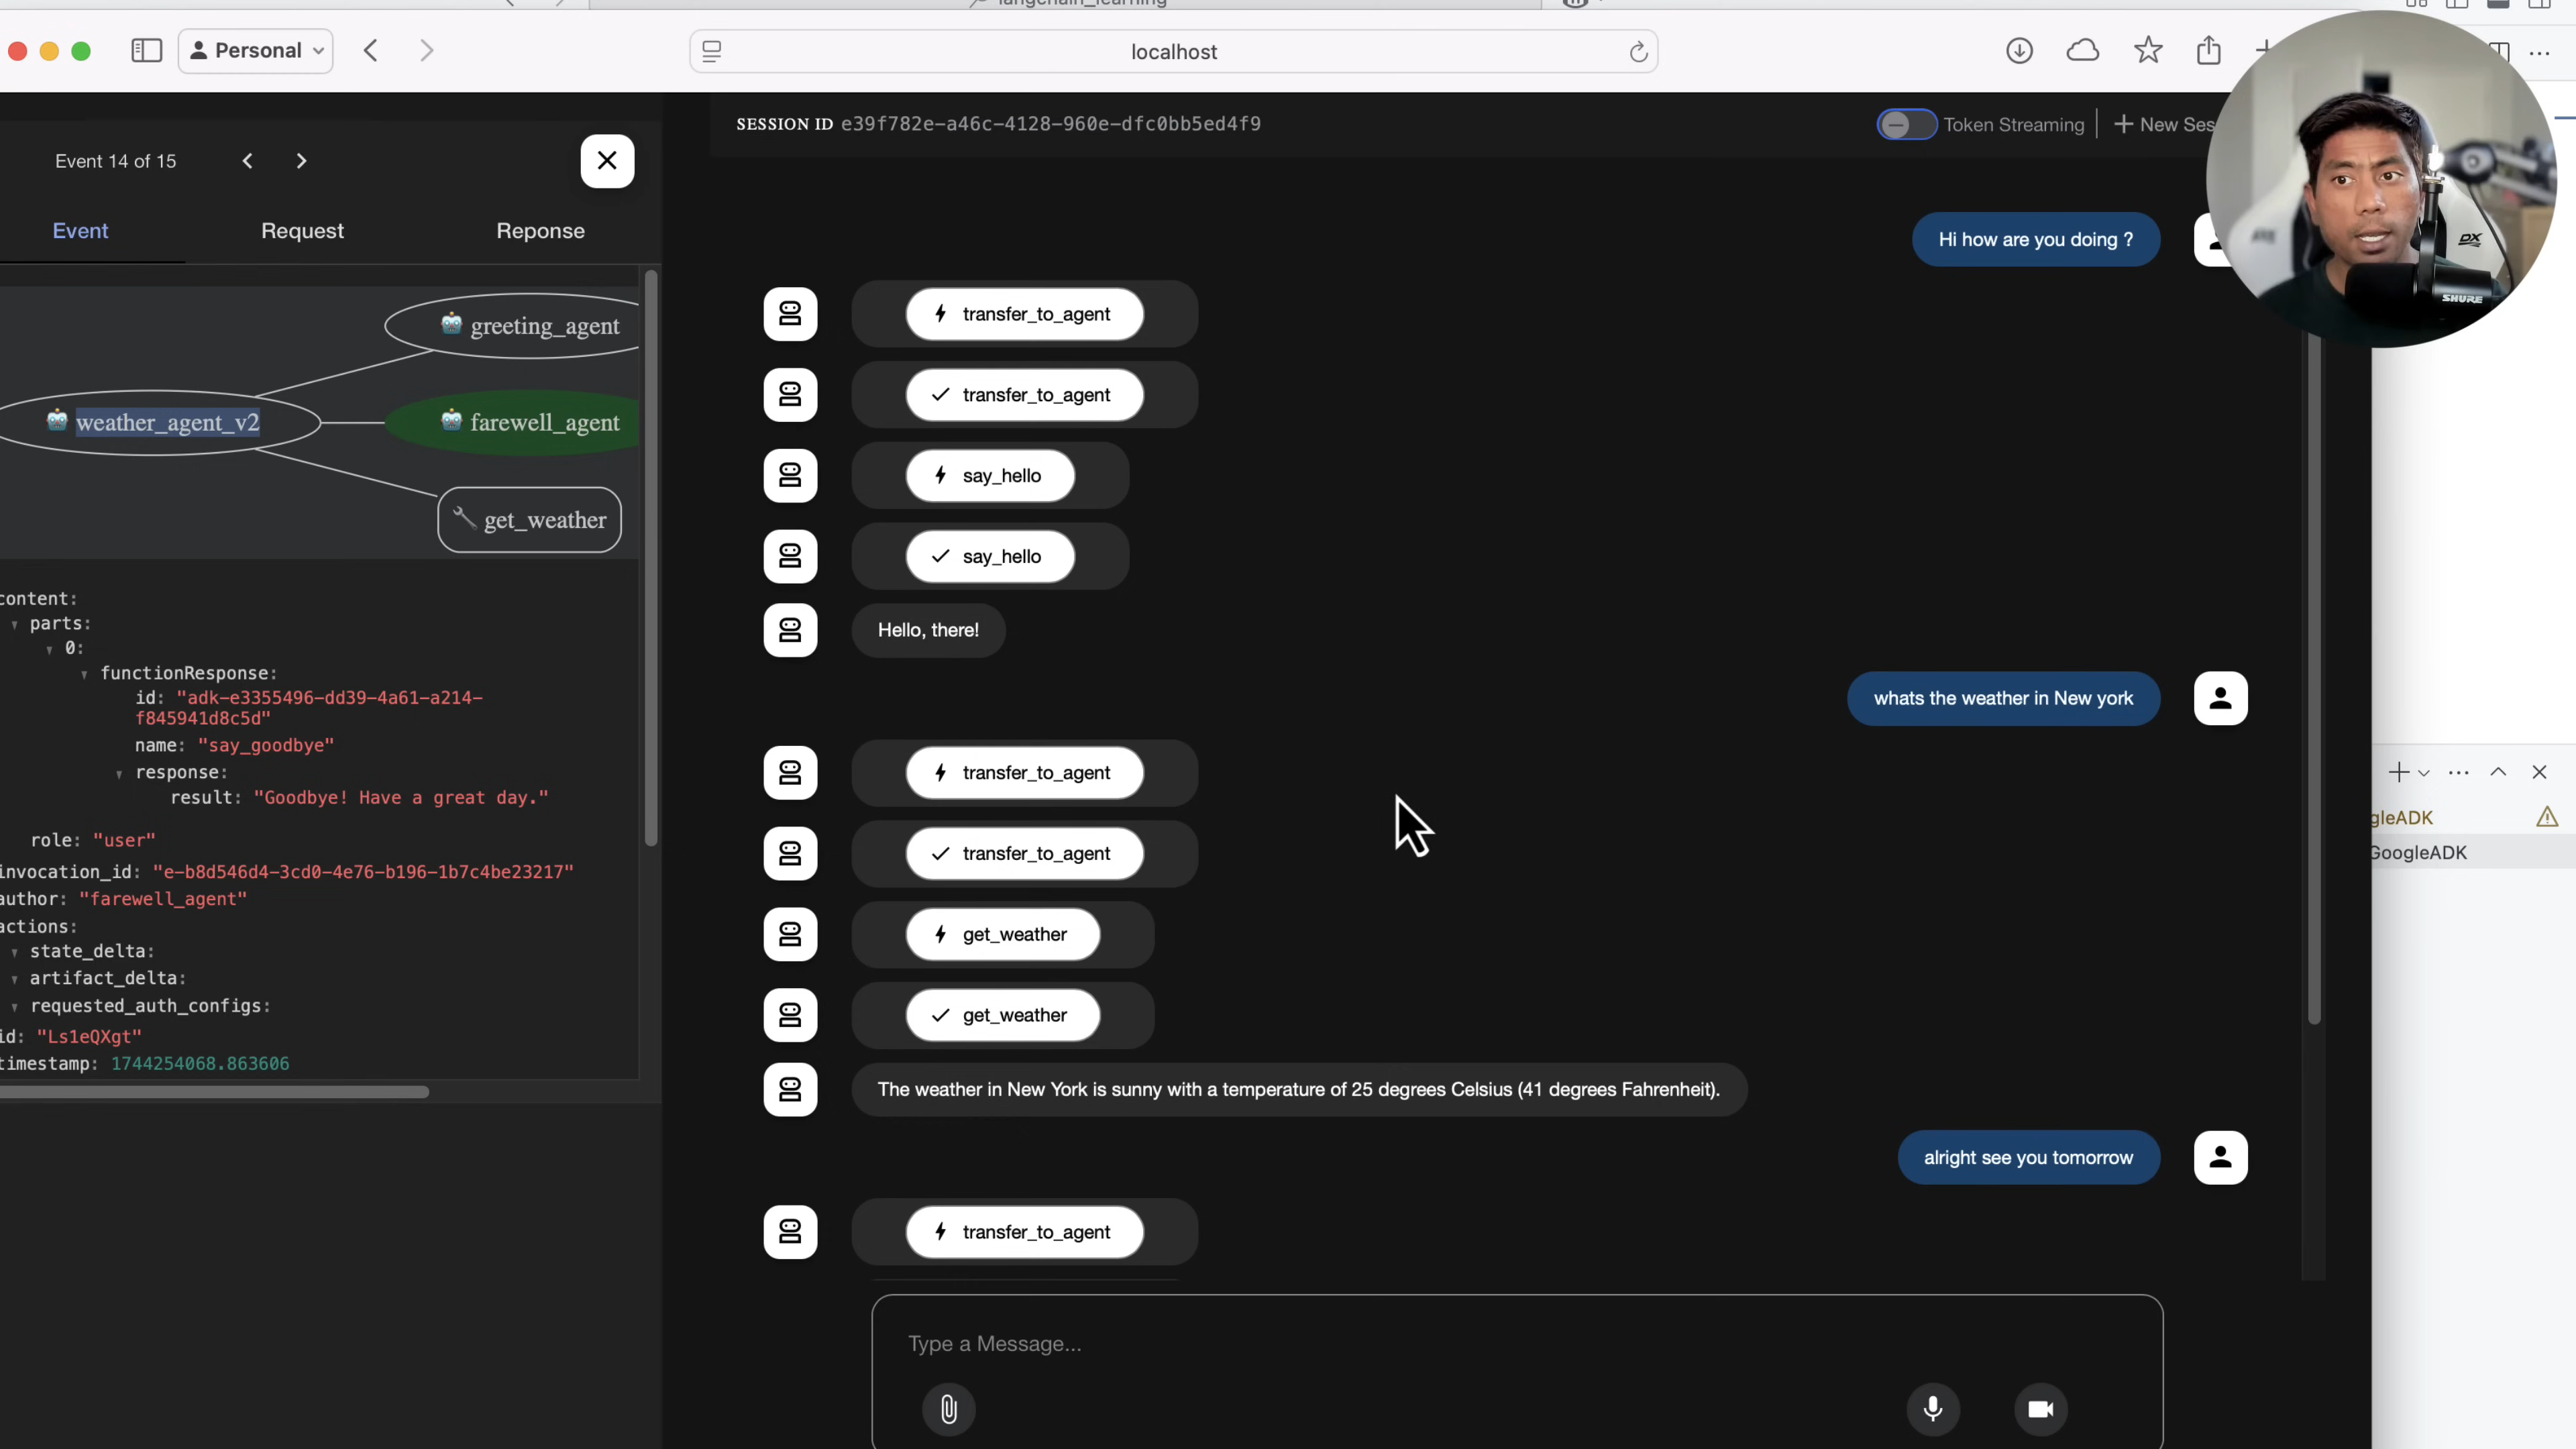 langchain_learning
Personal
localhost
SESSION ID e39f782e-a46c-4128-960e-dfc0bb5ed4f9
Token Streaming
New Ses
Event 14 of 15
Event
Request
Reponse
greeting_agent
weather_agent_v2
farewell_agent
get_weather
content:
parts:
0:
functionResponse:
id: "adk-e3355496-dd39-4a61-a214-
f845941d8c5d"
name: "say_goodbye"
response:
result: "Goodbye! Have a great day."
role: "user"
invocation_id: "e-b8d546d4-3cd0-4e76-b196-1b7c4be23217"
author: "farewell_agent"
actions:
state_delta:
artifact_delta:
requested_auth_configs:
id: "Ls1eQXgt"
timestamp: 1744254068.863606
Hi how are you doing ?
transfer_to_agent
transfer_to_agent
say_hello
say_hello
Hello, there!
whats the weather in New york
transfer_to_agent
transfer_to_agent
get_weather
get_weather
The weather in New York is sunny with a temperature of 25 degrees Celsius (41 degrees Fahrenheit).
alright see you tomorrow
transfer_to_agent
Type a Message...
gleADK
GoogleADK
SHURE
DX